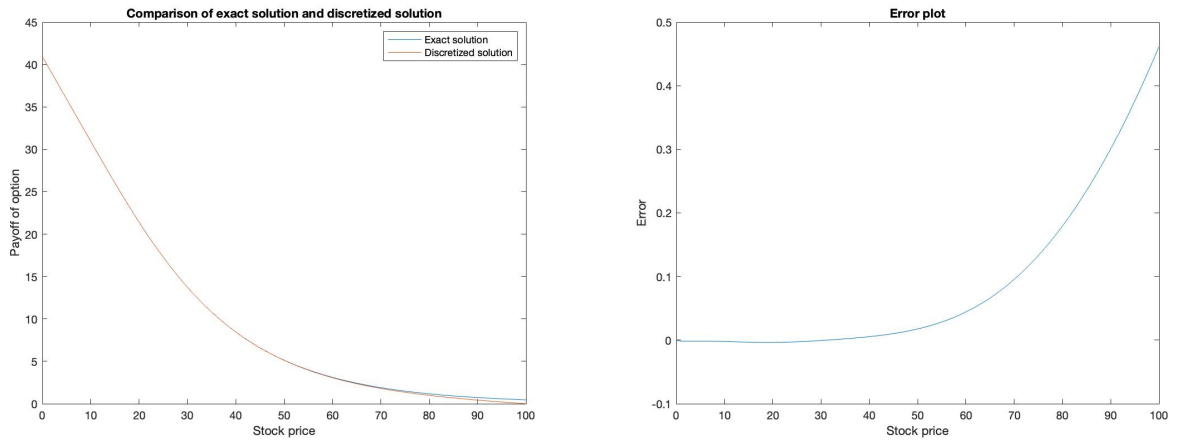 Comparison of exact solution and discretized solution
45
40
35
30
25
20
15
10
5
0
Payoff of option
Exact solution
Discretized solution
0 10 20 30 40 50 60 70 80 90 100
Stock price
Error plot
0.5
0.4
0.3
0.2
0.1
0
-0.1
Error
0 10 20 30 40 50 60 70 80 90 100
Stock price